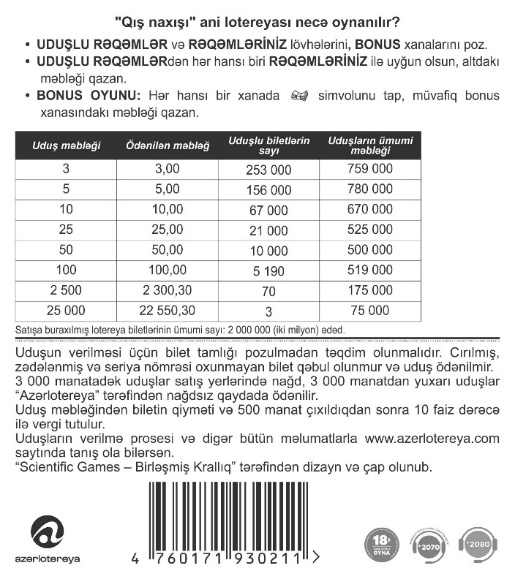 "Qış naxışı" ani lotereyası necə oynanılır?
• UDUŞLU RƏQƏMLƏR və RƏQƏMLƏRİNİZ lövhələrini, BONUS xanalarını poz.
• UDUŞLU RƏQƏMLƏRdən hər hansı biri RƏQƏMLƏRİNİZ ilə uyğun olsun, altdakı
məbləği qazan.
• BONUS OYUNU: Hər hansı bir xanada simvolunu tap, müvafiq bonus
xanasındakı məbləği qazan.
Uduş məbləği Ödənilən məbləğ Uduşlu biletlərin sayı Uduşların ümumi məbləği
3 3,00 253 000 759 000
5 5,00 156 000 780 000
10 10,00 67 000 670 000
25 25,00 21 000 525 000
50 50,00 10 000 500 000
100 100,00 5 190 519 000
2 500 2 300,30 70 175 000
25 000 22 550,30 3 75 000
Satışa buraxılmış lotereya biletlərinin ümumi sayı: 2 000 000 (iki milyon) ədəd.
Uduşun verilməsi üçün bilet tamlığı pozulmadan təqdim olunmalıdır. Cırılmış,
zədələnmiş və seriya nömrəsi oxunmayan bilet qəbul olunmur və uduş ödənilmir.
3 000 manatadək uduşlar satış yerlərində nağd, 3 000 manatdan yuxarı uduşlar
“Azərlotereya” tərəfindən nağdsız qaydada ödənilir.
Uduş məbləğindən biletin qiyməti və 500 manat çıxıldıqdan sonra 10 faiz dərəcə
ilə vergi tutulur.
Uduşların verilmə prosesi və digər bütün məlumatlarla www.azerlotereya.com
saytında tanış ola bilərsən.
“Scientific Games – Birləşmiş Krallıq” tərəfindən dizayn və çap olunub.
azərlotereya
4 760171 930211 >
18+
OYNA
*2070
*2080